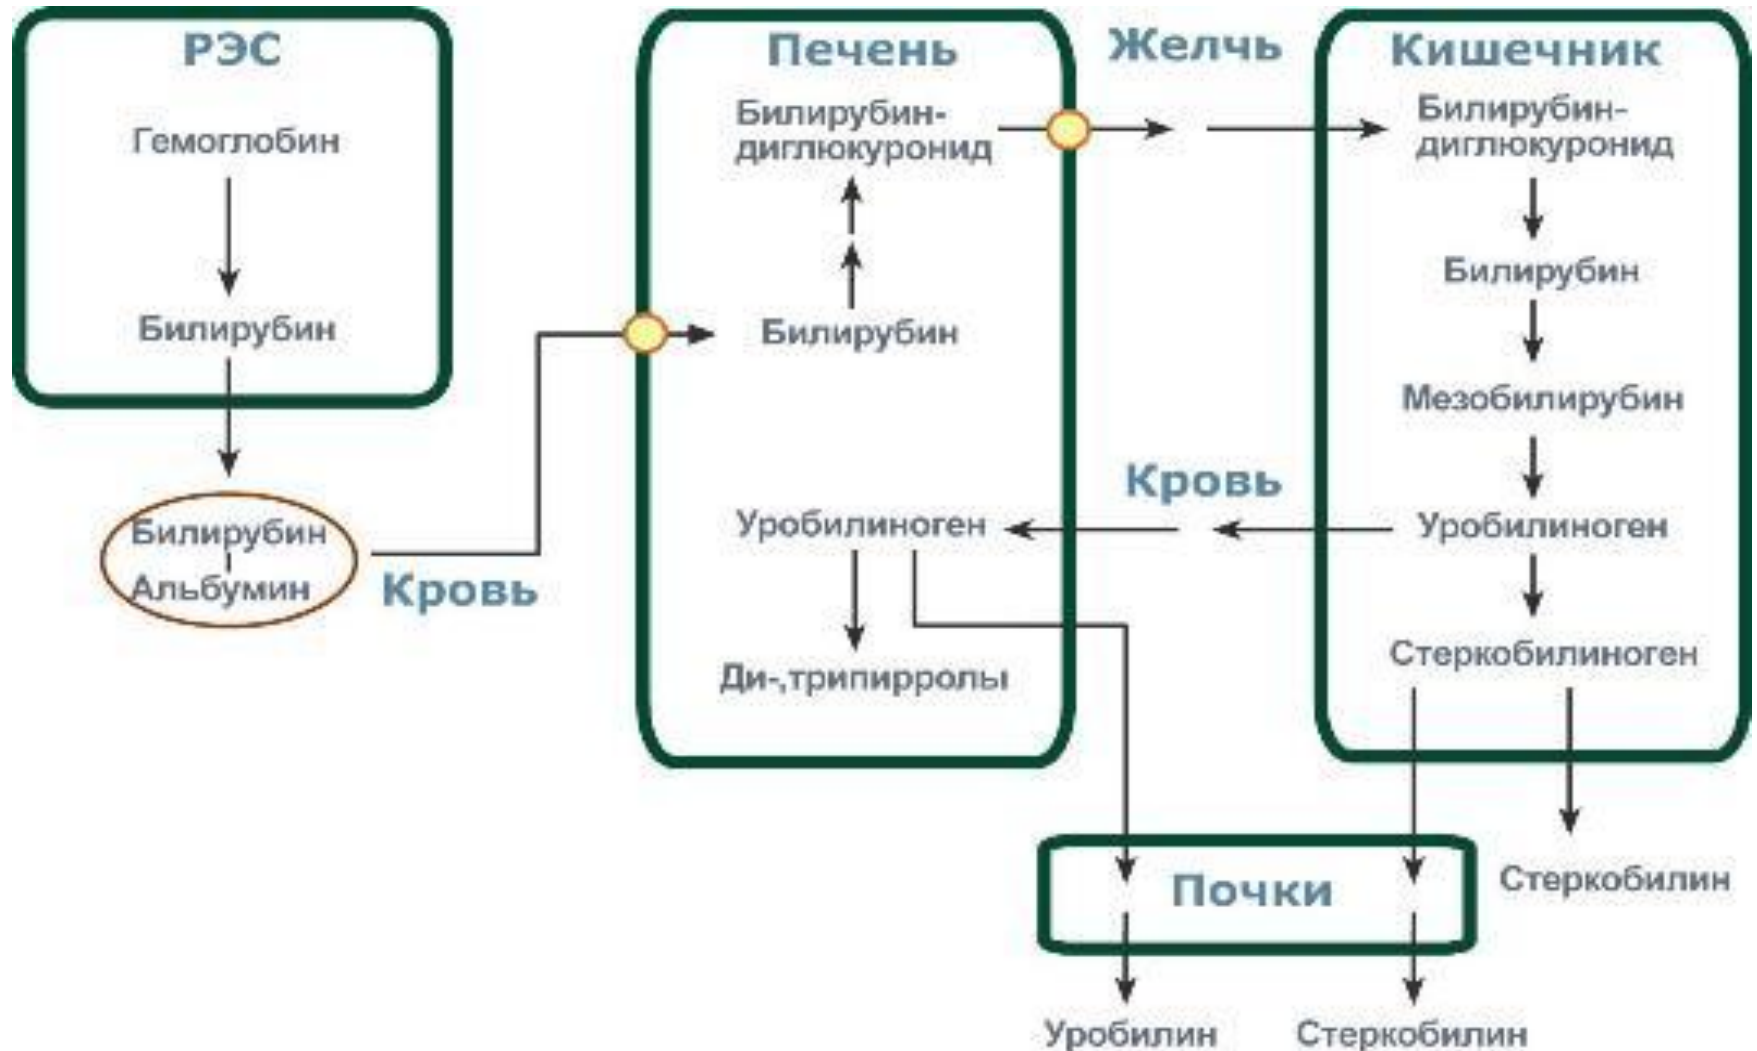 РЭС
Гемоглобин
Билирубин
Билирубин
Альбумин
Кровь
Печень
Билирубин-
диглюкуронид
Билирубин
Уробилиноген
Ди-,трипирролы
Желчь
Кровь
Кишечник
Билирубин-
диглюкуронид
Билирубин
Мезобилирубин
Уробилиноген
Стеркобилиноген
Почки
Стеркобилин
Уробилин
Стеркобилин